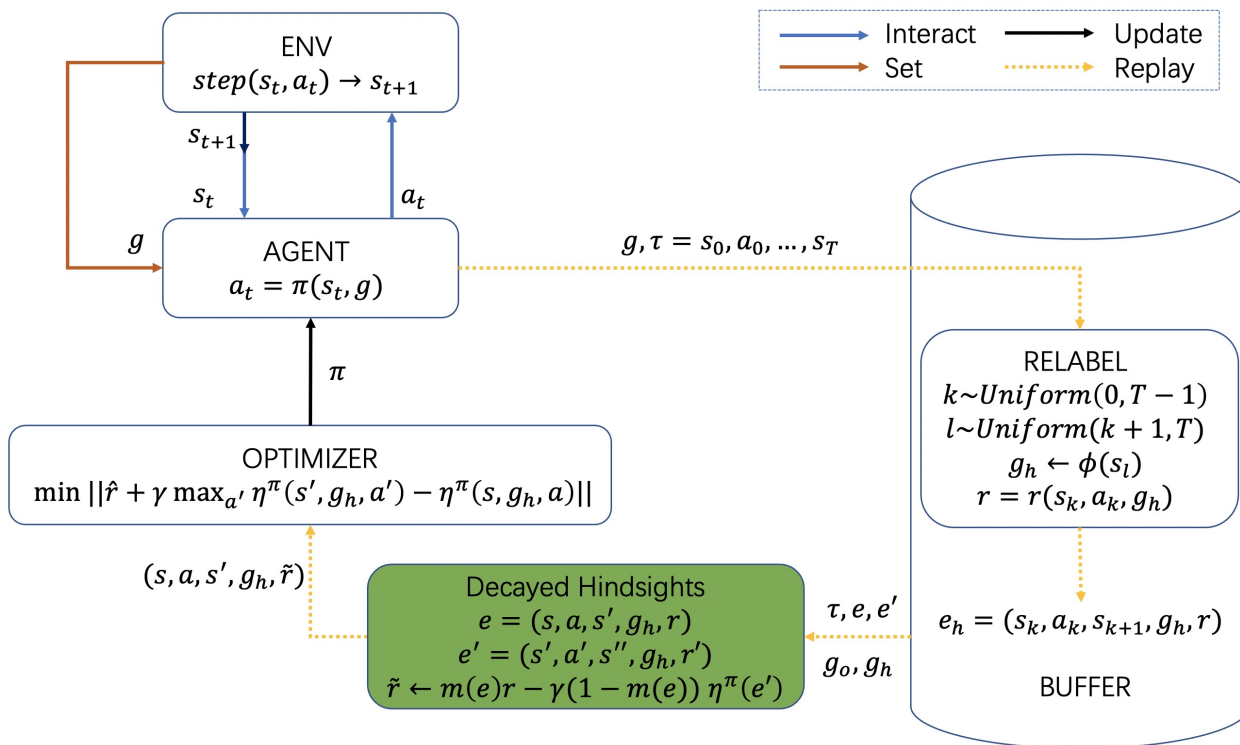 ENV
step(s_t, a_t) → s_{t+1}
Interact
Update
Set
Replay
s_{t+1}
s_t
a_t
g
AGENT
a_t = π(s_t, g)
g, τ = s_0, a_0, …, s_T
π
RELABEL
k~Uniform(0, T − 1)
l~Uniform(k + 1, T)
g_h ← ϕ(s_l)
r = r(s_k, a_k, g_h)
OPTIMIZER
min ||r̂ + γ max_{a′} η^π(s′, g_h, a′) − η^π(s, g_h, a)||
(s, a, s′, g_h, r̃)
Decayed Hindsights
e = (s, a, s′, g_h, r)
e′ = (s′, a′, s′′, g_h, r′)
r̃ ← m(e)r − γ(1 − m(e)) η^π(e′)
τ, e, e′
g_o, g_h
e_h = (s_k, a_k, s_{k+1}, g_h, r)
BUFFER